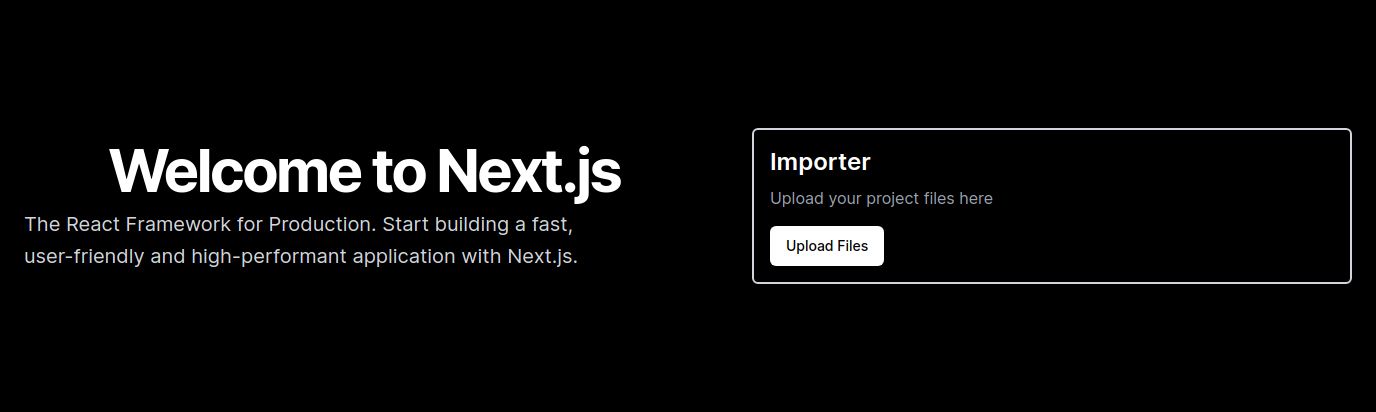 Welcome to Next.js
The React Framework for Production. Start building a fast,
user-friendly and high-performant application with Next.js.
Importer
Upload your project files here
Upload Files